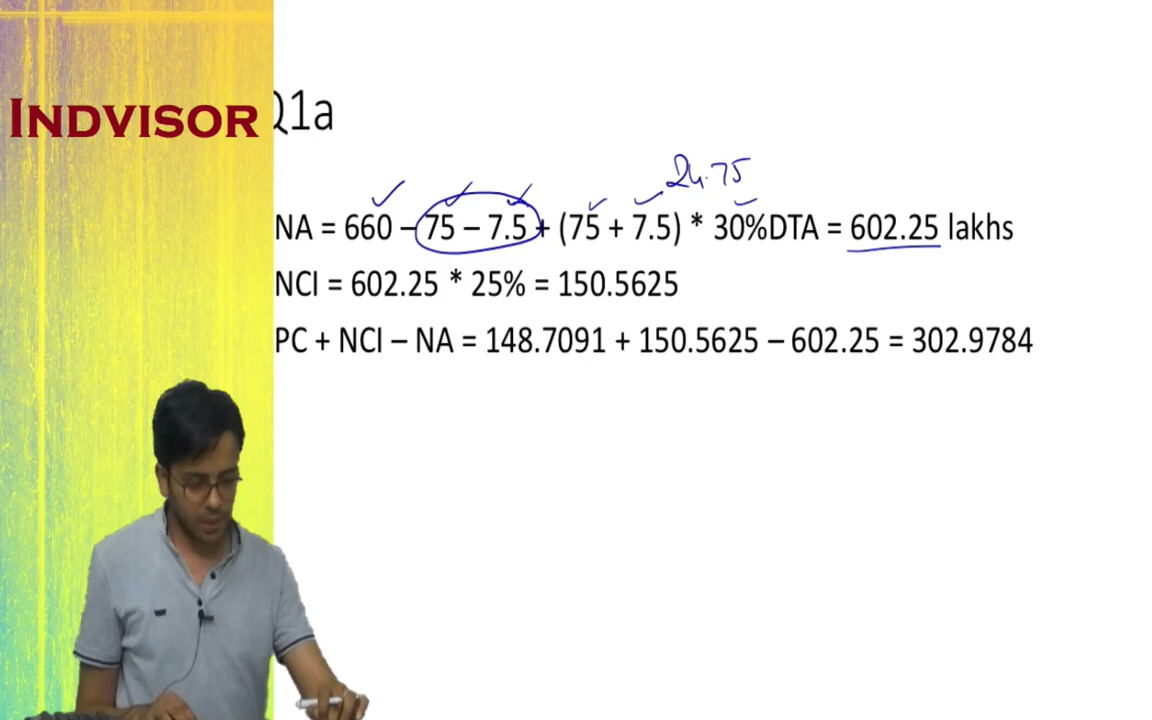 INDVISOR
Q1a
24.75
NA = 660 – 75 – 7.5 + (75 + 7.5) * 30%DTA = 602.25 lakhs
NCI = 602.25 * 25% = 150.5625
PC + NCI – NA = 148.7091 + 150.5625 – 602.25 = 302.9784